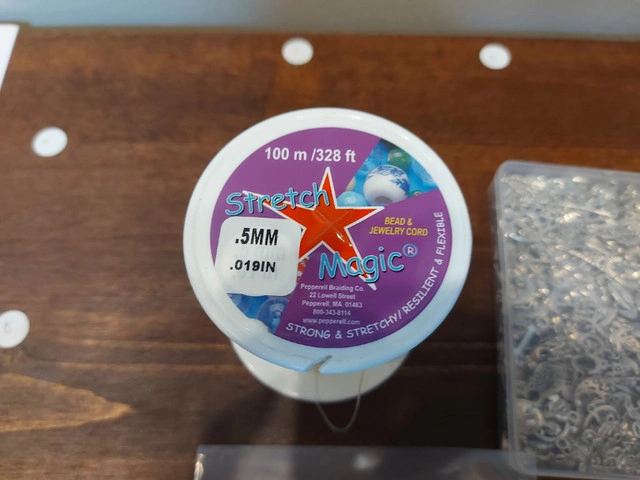 100 m /328 ft
Stretch
Magic®
BEAD &
JEWELRY CORD
.5MM
.019IN
Pepperell Braiding Co.
22 Lowell Street
Pepperell, MA 01463
800-343-8114
www.pepperell.com
STRONG & STRETCHY/ RESILIENT & FLEXIBLE